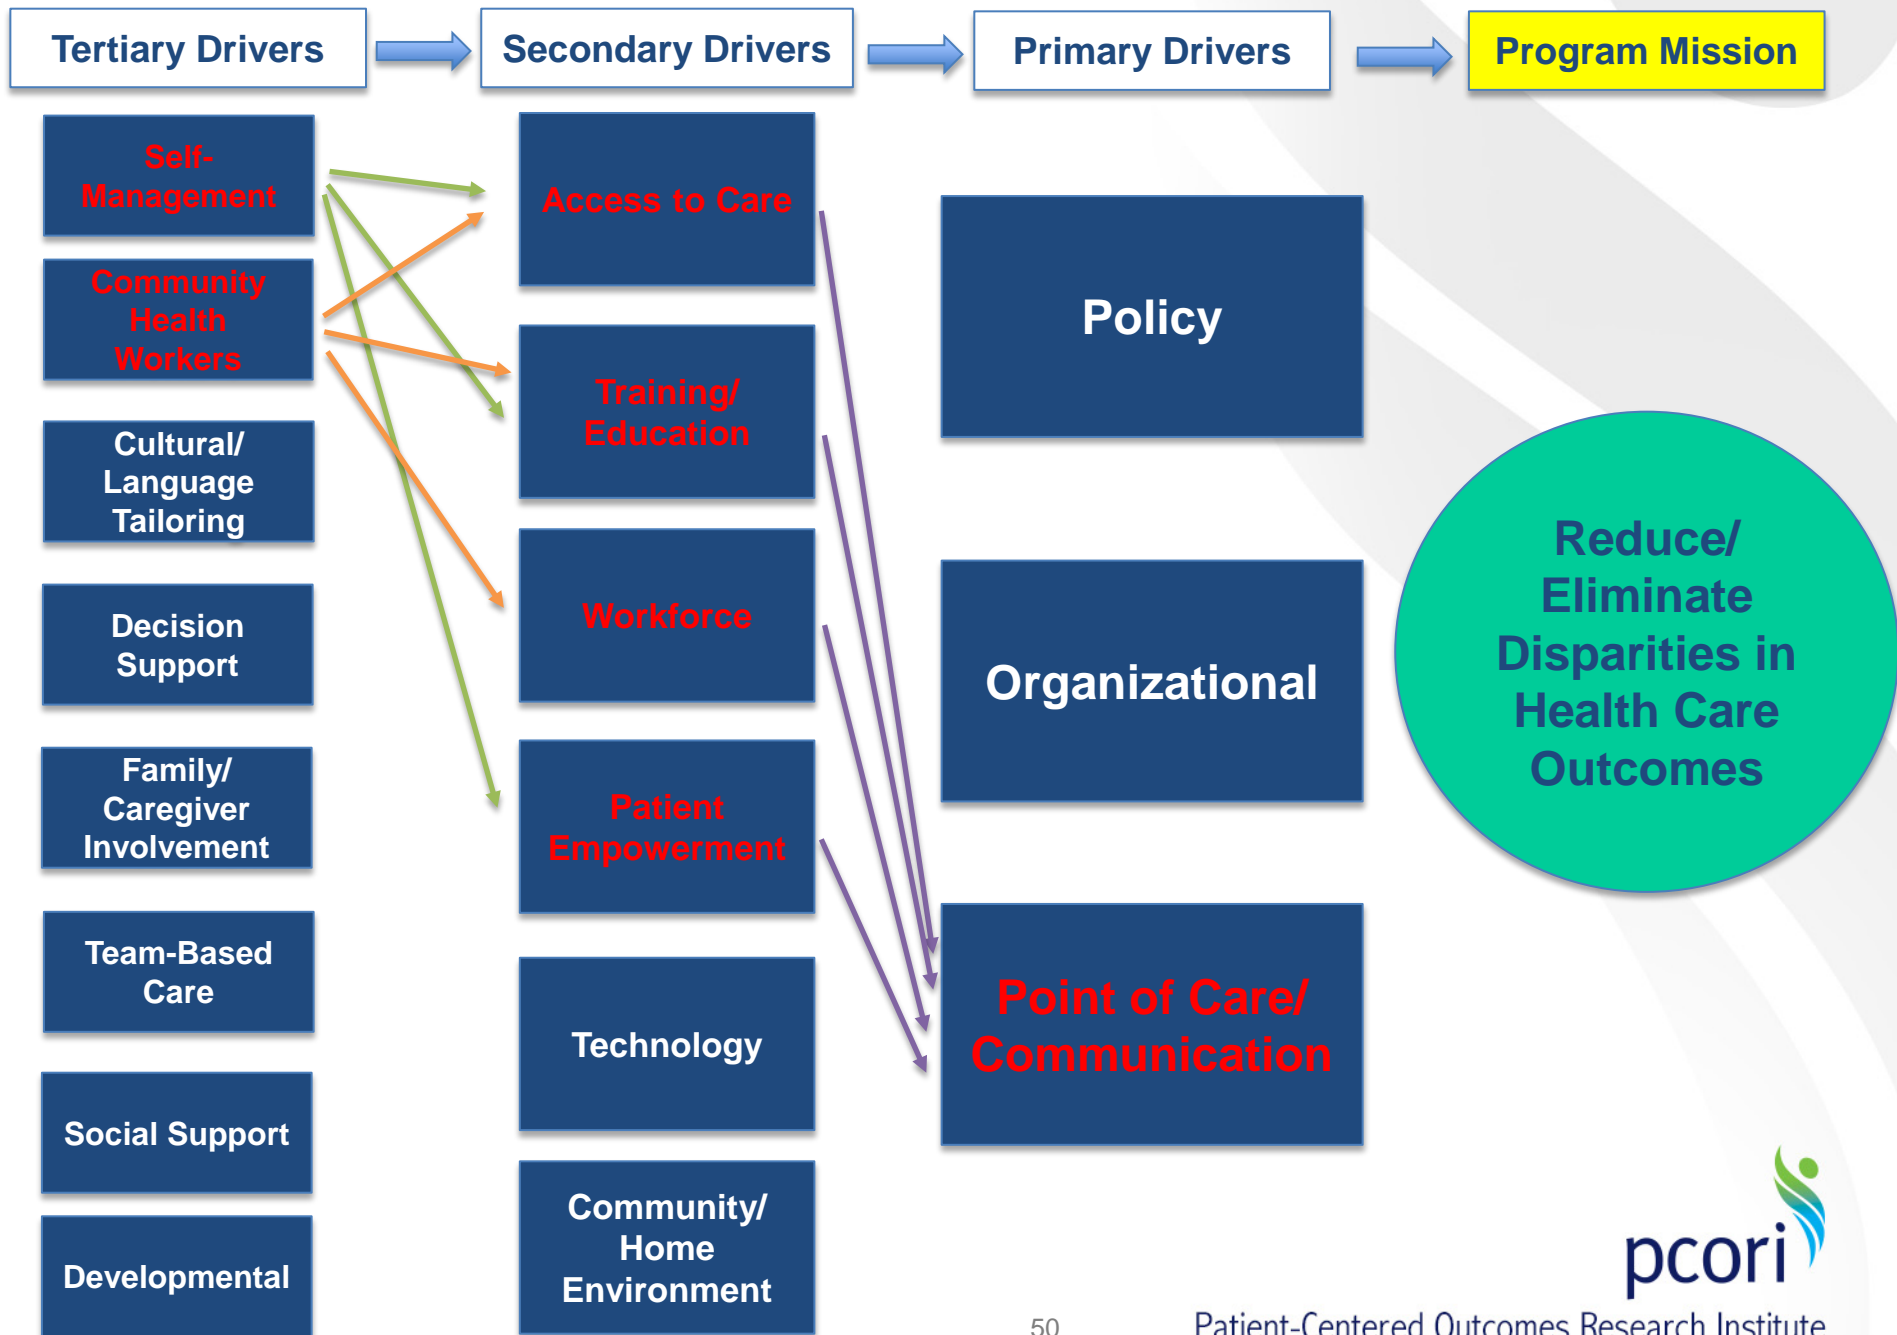 Tertiary Drivers
Secondary Drivers
Primary Drivers
Program Mission
Self-
Management
Community
Health
Workers
Cultural/
Language
Tailoring
Decision
Support
Family/
Caregiver
Involvement
Team-Based
Care
Social Support
Developmental
Access to Care
Training/
Education
Workforce
Patient
Empowerment
Technology
Community/
Home
Environment
Policy
Organizational
Point of Care/
Communication
Reduce/
Eliminate
Disparities in
Health Care
Outcomes
pcori
50
Patient-Centered Outcomes Research Institute